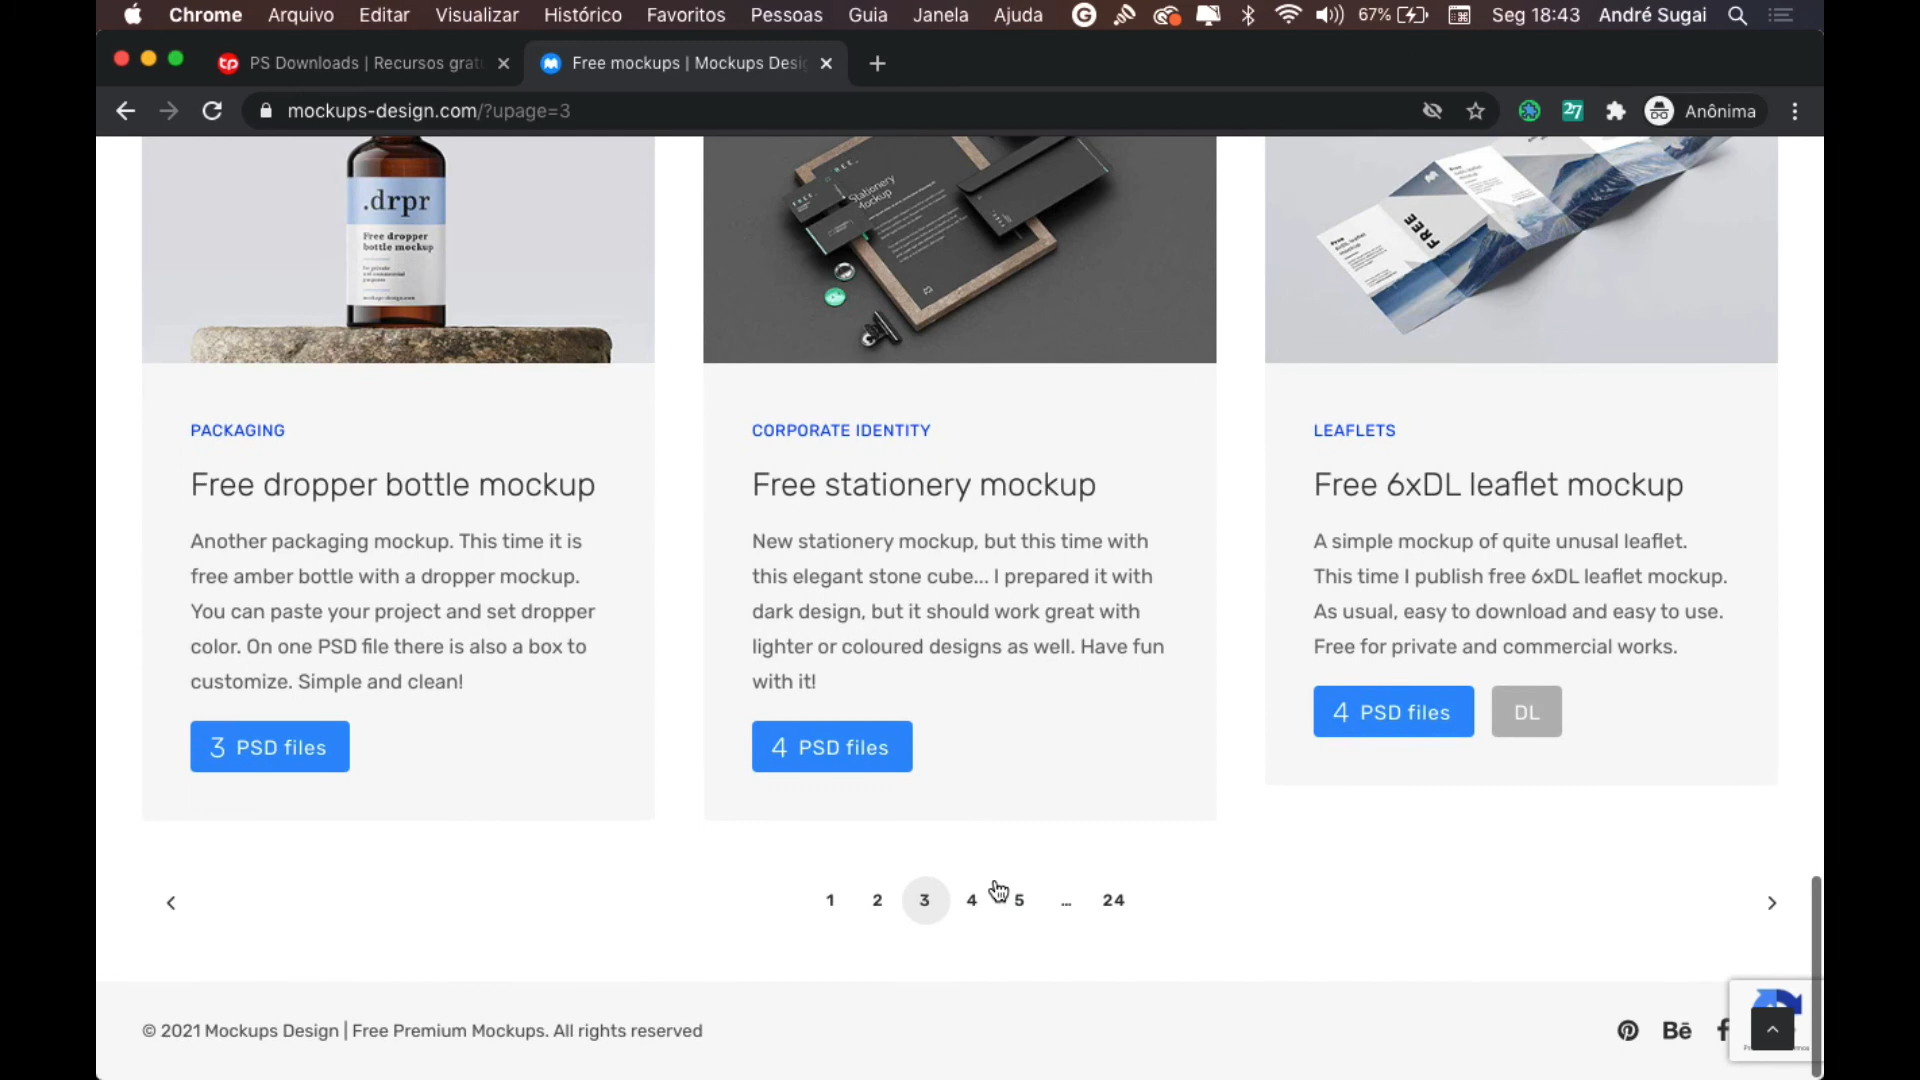 Chrome Arquivo Editar Visualizar Histórico Favoritos Pessoas Guia Janela Ajuda 67% Seg 18:43 André Sugai
tp PS Downloads | Recursos grat
Free mockups | Mockups Desi
mockups-design.com/?upage=3
27
Anônima
.drpr
Free dropper
bottle mockup
FREE.
Stationery
Mockup
FREE
PACKAGING
Free dropper bottle mockup
Another packaging mockup. This time it is
free amber bottle with a dropper mockup.
You can paste your project and set dropper
color. On one PSD file there is also a box to
customize. Simple and clean!
3 PSD files
CORPORATE IDENTITY
Free stationery mockup
New stationery mockup, but this time with
this elegant stone cube... I prepared it with
dark design, but it should work great with
lighter or coloured designs as well. Have fun
with it!
4 PSD files
LEAFLETS
Free 6xDL leaflet mockup
A simple mockup of quite unusal leaflet.
This time I publish free 6xDL leaflet mockup.
As usual, easy to download and easy to use.
Free for private and commercial works.
4 PSD files DL
1 2 3 4 5 ... 24
© 2021 Mockups Design | Free Premium Mockups. All rights reserved
Bē